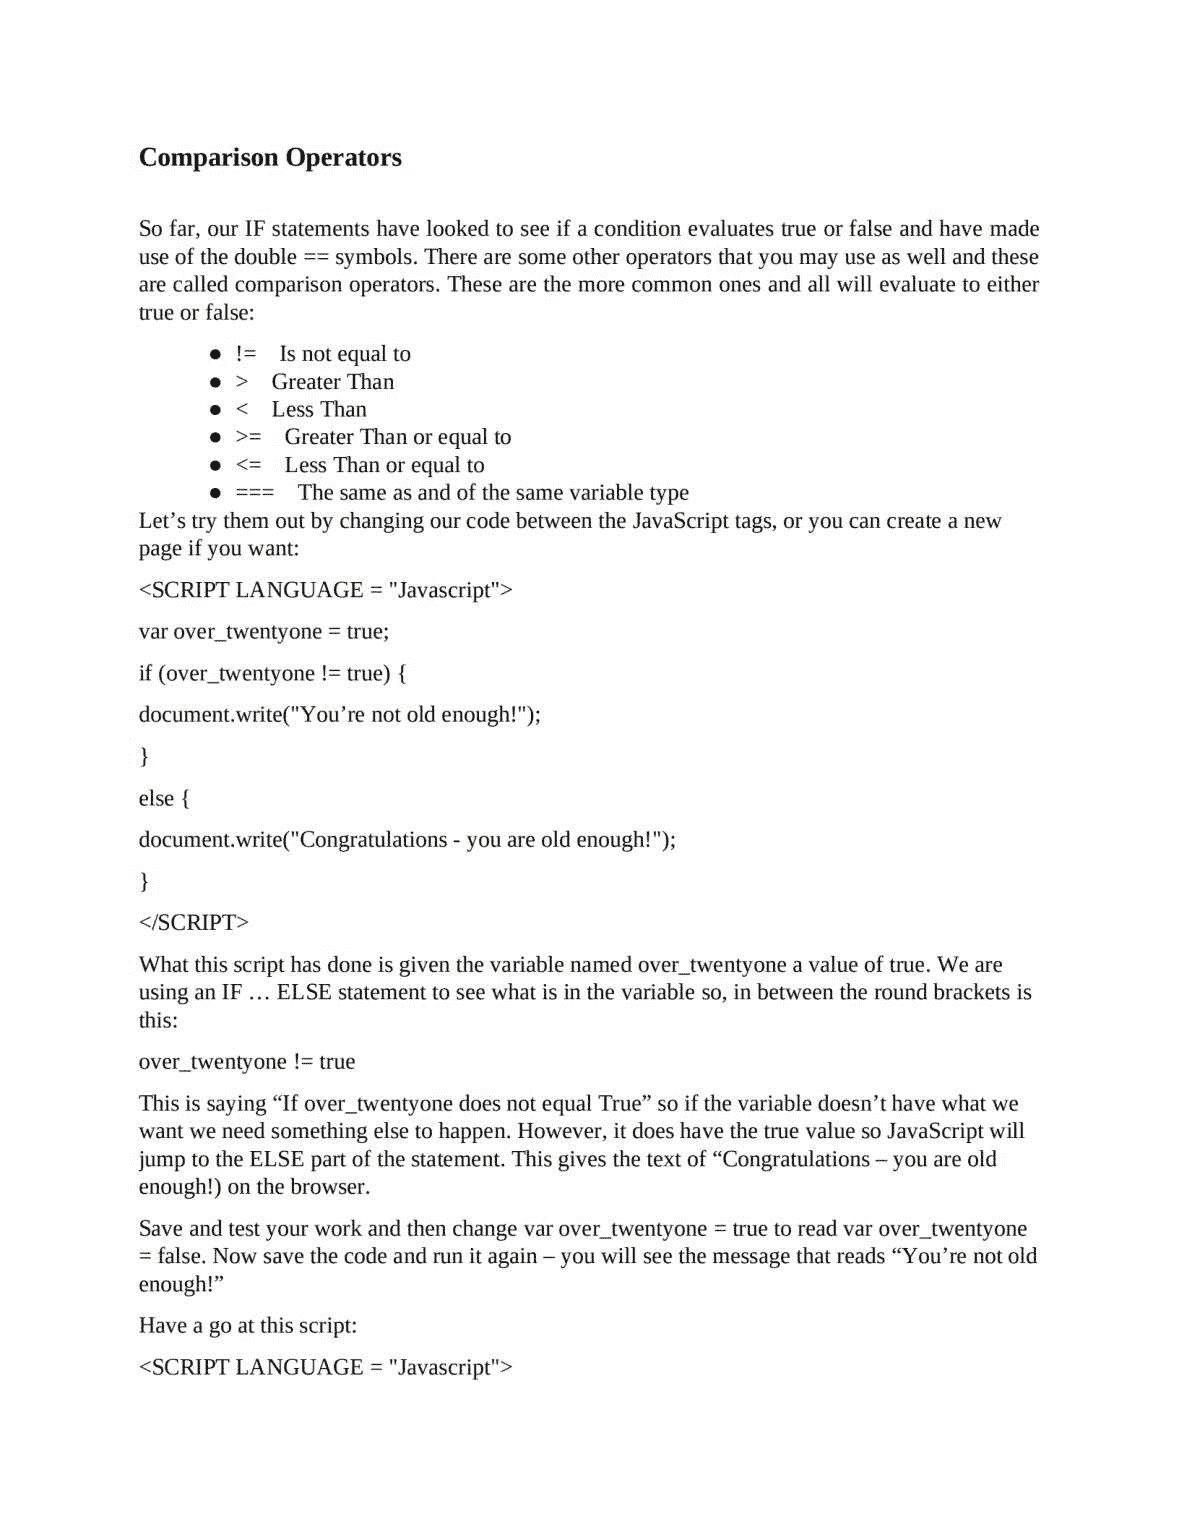 Comparison Operators
So far, our IF statements have looked to see if a condition evaluates true or false and have made
use of the double == symbols. There are some other operators that you may use as well and these
are called comparison operators. These are the more common ones and all will evaluate to either
true or false:
● != Is not equal to
● > Greater Than
● < Less Than
● >= Greater Than or equal to
● <= Less Than or equal to
● === The same as and of the same variable type
Let’s try them out by changing our code between the JavaScript tags, or you can create a new
page if you want:
<SCRIPT LANGUAGE = "Javascript">
var over_twentyone = true;
if (over_twentyone != true) {
document.write("You’re not old enough!");
}
else {
document.write("Congratulations - you are old enough!");
}
</SCRIPT>
What this script has done is given the variable named over_twentyone a value of true. We are
using an IF … ELSE statement to see what is in the variable so, in between the round brackets is
this:
over_twentyone != true
This is saying “If over_twentyone does not equal True” so if the variable doesn’t have what we
want we need something else to happen. However, it does have the true value so JavaScript will
jump to the ELSE part of the statement. This gives the text of “Congratulations – you are old
enough!) on the browser.
Save and test your work and then change var over_twentyone = true to read var over_twentyone
= false. Now save the code and run it again – you will see the message that reads “You’re not old
enough!”
Have a go at this script:
<SCRIPT LANGUAGE = "Javascript">